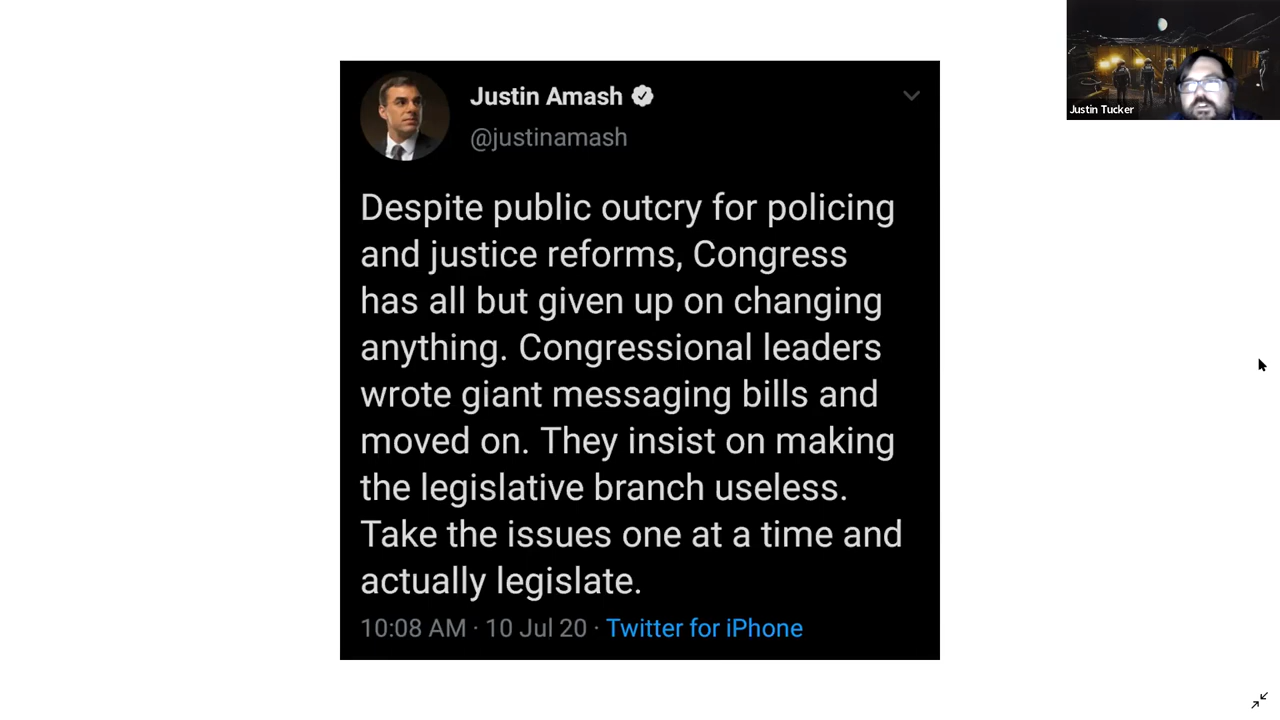 Justin Amash
@justinamash
Despite public outcry for policing
and justice reforms, Congress
has all but given up on changing
anything. Congressional leaders
wrote giant messaging bills and
moved on. They insist on making
the legislative branch useless.
Take the issues one at a time and
actually legislate.
10:08 AM · 10 Jul 20 · Twitter for iPhone
Justin Tucker